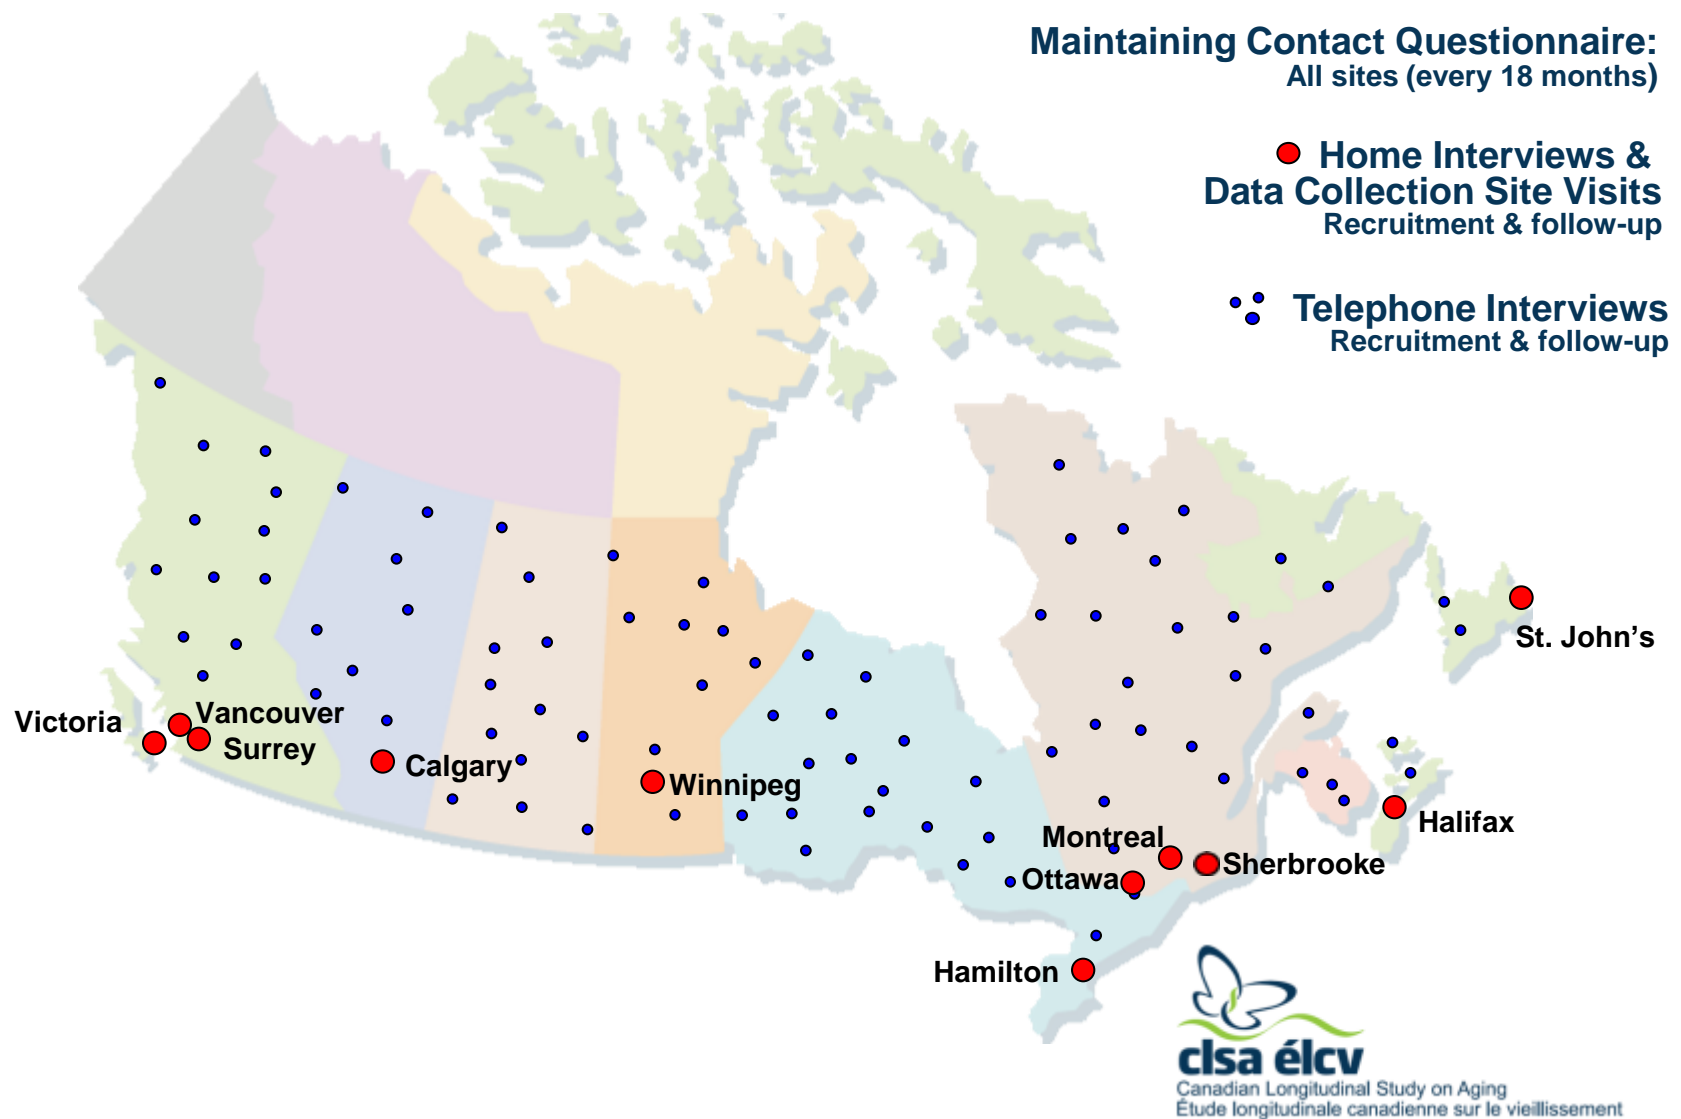 Maintaining Contact Questionnaire:
All sites (every 18 months)
Home Interviews &
Data Collection Site Visits
Recruitment & follow-up
Telephone Interviews
Recruitment & follow-up
St. John's
Victoria
Vancouver
Surrey
Calgary
Winnipeg
Halifax
Montreal
Sherbrooke
Ottawa
Hamilton
clsa élcv
Canadian Longitudinal Study on Aging
Étude longitudinale canadienne sur le vieillissement